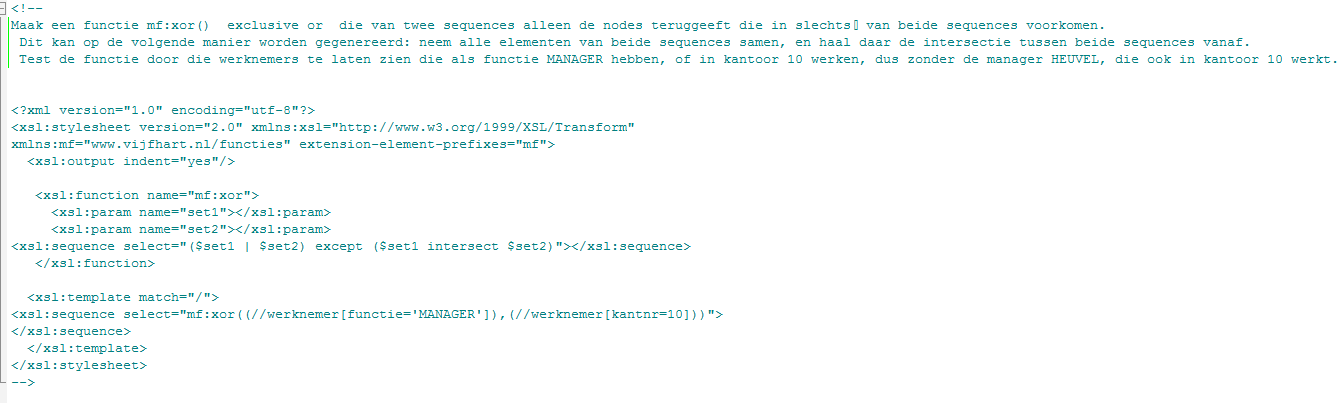 <!--
Maak een functie mf:xor()  exclusive or  die van twee sequences alleen de nodes teruggeeft die in slechts▯ van beide sequences voorkomen.
Dit kan op de volgende manier worden gegenereerd: neem alle elementen van beide sequences samen, en haal daar de intersectie tussen beide sequences vanaf.
Test de functie door die werknemers te laten zien die als functie MANAGER hebben, of in kantoor 10 werken, dus zonder de manager HEUVEL, die ook in kantoor 10 werkt.
<?xml version="1.0" encoding="utf-8"?>
<xsl:stylesheet version="2.0" xmlns:xsl="http://www.w3.org/1999/XSL/Transform"
xmlns:mf="www.vijfhart.nl/functies" extension-element-prefixes="mf">
<xsl:output indent="yes"/>
<xsl:function name="mf:xor">
<xsl:param name="set1"></xsl:param>
<xsl:param name="set2"></xsl:param>
<xsl:sequence select="($set1 | $set2) except ($set1 intersect $set2)"></xsl:sequence>
</xsl:function>
<xsl:template match="/">
<xsl:sequence select="mf:xor((//werknemer[functie='MANAGER']),(//werknemer[kantnr=10]))">
</xsl:sequence>
</xsl:template>
</xsl:stylesheet>
-->